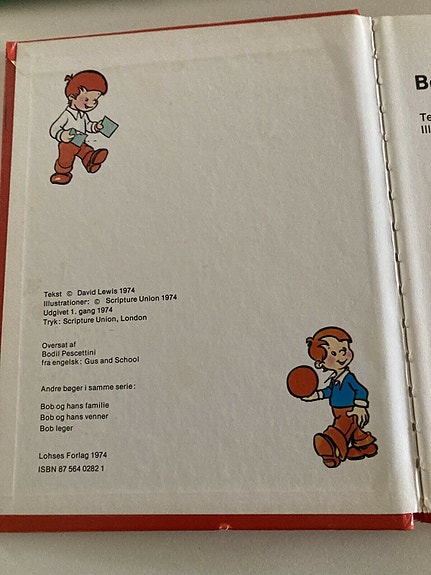 Tekst © David Lewis 1974
Illustrationer: © Scripture Union 1974
Udgivet 1. gang 1974
Tryk: Scripture Union, London
Oversat af
Bodil Pescettini
fra engelsk: Gus and School
Andre bøger i samme serie:
Bob og hans familie
Bob og hans venner
Bob leger
Lohses Forlag 1974
ISBN 87 564 0282 1